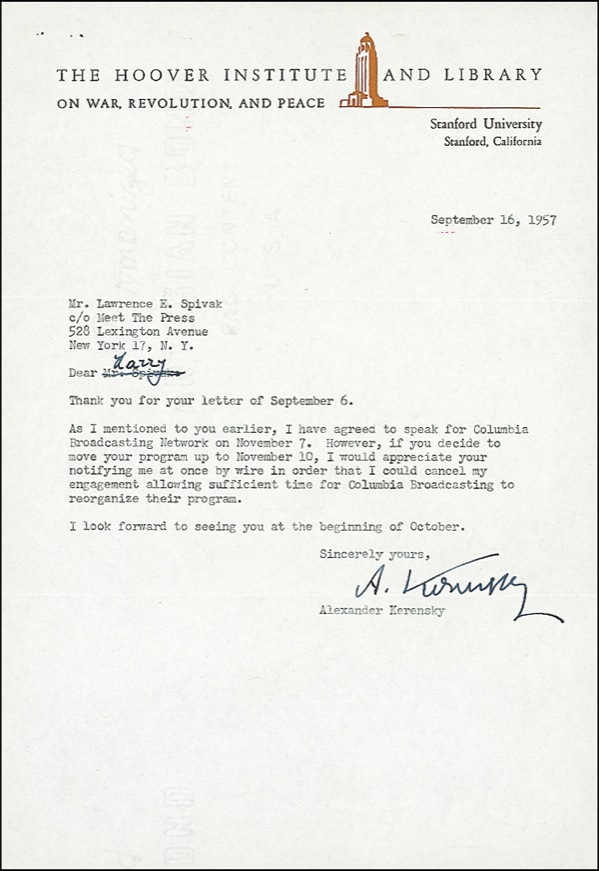 THE HOOVER INSTITUTE AND LIBRARY
ON WAR, REVOLUTION, AND PEACE
Stanford University
Stanford, California
September 16, 1957
Mr. Lawrence E. Spivak
c/o Meet The Press
528 Lexington Avenue
New York 17, N. Y.
Larry
Dear Mr. Spivak:
Thank you for your letter of September 6.
As I mentioned to you earlier, I have agreed to speak for Columbia
Broadcasting Network on November 7. However, if you decide to
move your program up to November 10, I would appreciate your
notifying me at once by wire in order that I could cancel my
engagement allowing sufficient time for Columbia Broadcasting to
reorganize their program.
I look forward to seeing you at the beginning of October.
Sincerely yours,
A. Kerensky
Alexander Kerensky